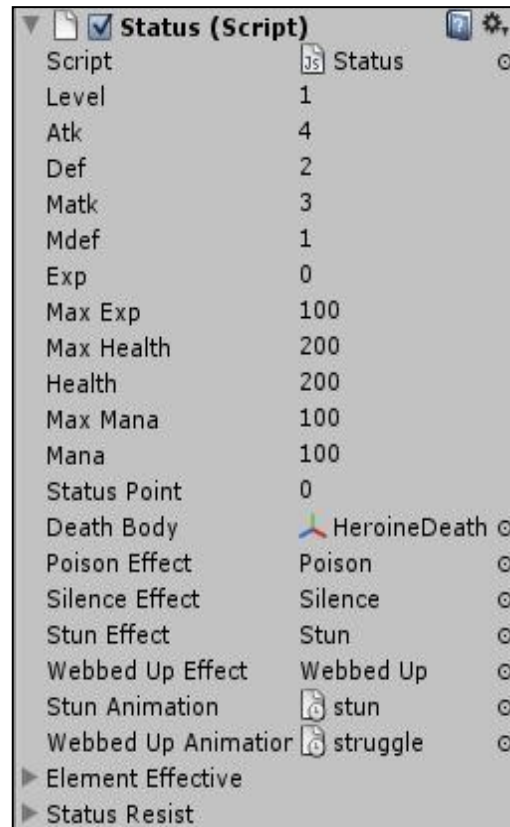 Status (Script)
Script Js Status
Level 1
Atk 4
Def 2
Matk 3
Mdef 1
Exp 0
Max Exp 100
Max Health 200
Health 200
Max Mana 100
Mana 100
Status Point 0
Death Body HeroineDeath
Poison Effect Poison
Silence Effect Silence
Stun Effect Stun
Webbed Up Effect Webbed Up
Stun Animation stun
Webbed Up Animatior struggle
Element Effective
Status Resist